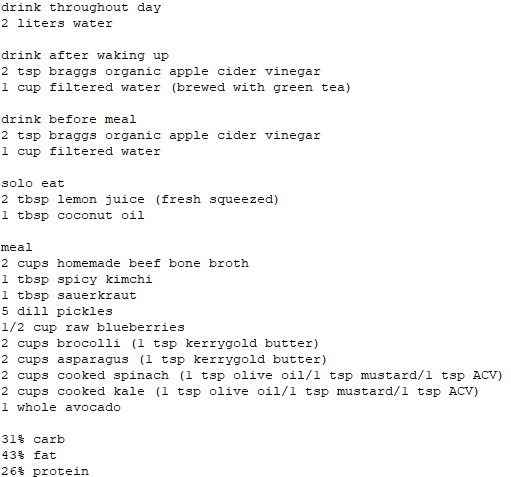 drink throughout day
2 liters water
drink after waking up
2 tsp braggs organic apple cider vinegar
1 cup filtered water (brewed with green tea)
drink before meal
2 tsp braggs organic apple cider vinegar
1 cup filtered water
solo eat
2 tbsp lemon juice (fresh squeezed)
1 tbsp coconut oil
meal
2 cups homemade beef bone broth
1 tbsp spicy kimchi
1 tbsp sauerkraut
5 dill pickles
1/2 cup raw blueberries
2 cups brocolli (1 tsp kerrygold butter)
2 cups asparagus (1 tsp kerrygold butter)
2 cups cooked spinach (1 tsp olive oil/1 tsp mustard/1 tsp ACV)
2 cups cooked kale (1 tsp olive oil/1 tsp mustard/1 tsp ACV)
1 whole avocado
31% carb
43% fat
26% protein